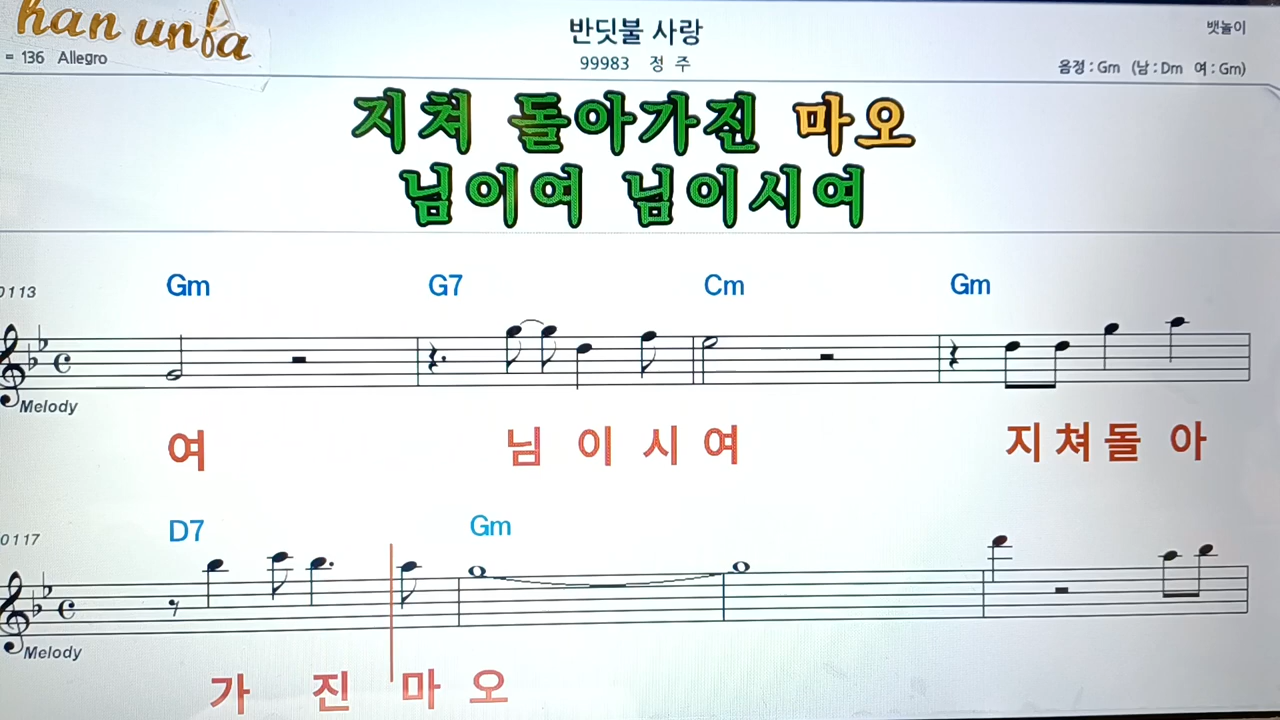 han unfa
반딧불 사랑
뱃놀이
= 136 Allegro
99983 정 주
음정 : Gm (남 : Dm 여 : Gm)
지쳐 돌아가진 마오
님이여 님이시여
0113
Gm G7 Cm Gm
Melody
여 님 이 시 여 지 쳐 돌 아
0117
D7 Gm
Melody
가 진 마 오